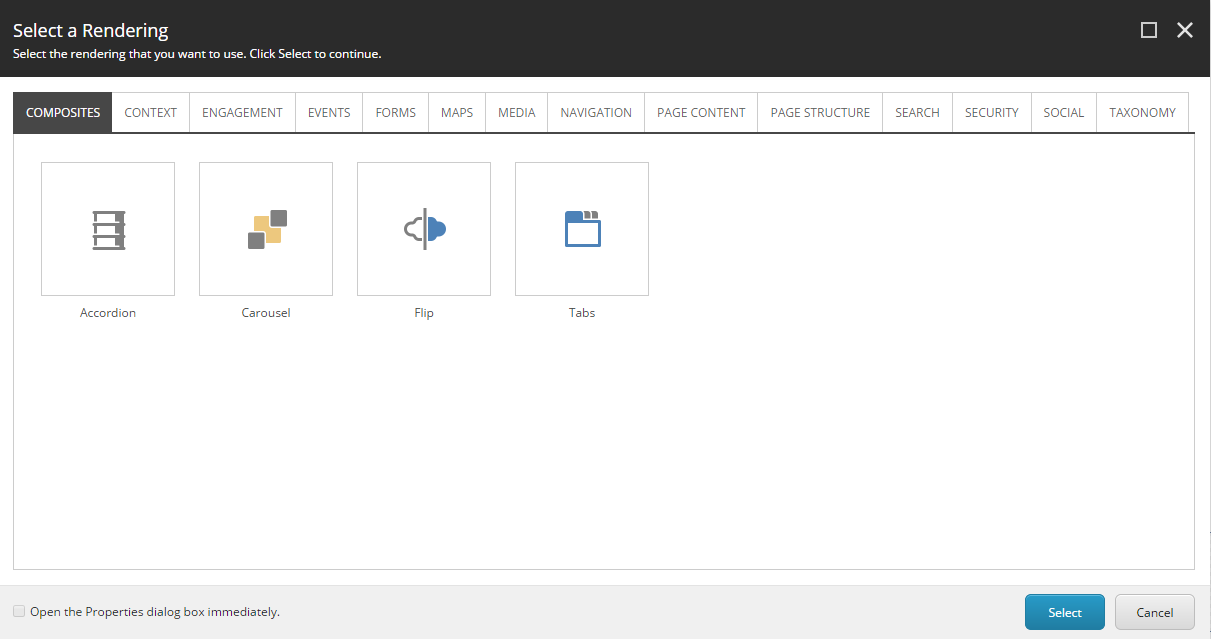 Select a Rendering
Select the rendering that you want to use. Click Select to continue.
COMPOSITES CONTEXT ENGAGEMENT EVENTS FORMS MAPS MEDIA NAVIGATION PAGE CONTENT PAGE STRUCTURE SEARCH SECURITY SOCIAL TAXONOMY
Accordion Carousel Flip Tabs
Open the Properties dialog box immediately. Select Cancel